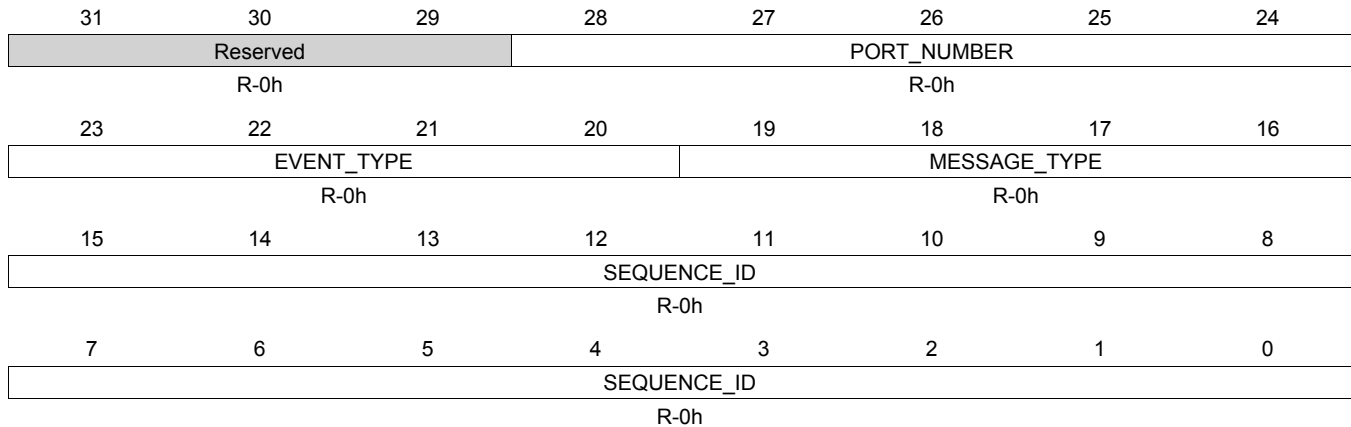 31 30 29 28 27 26 25 24
Reserved PORT_NUMBER
R-0h R-0h
23 22 21 20 19 18 17 16
EVENT_TYPE MESSAGE_TYPE
R-0h R-0h
15 14 13 12 11 10 9 8
SEQUENCE_ID
R-0h
7 6 5 4 3 2 1 0
SEQUENCE_ID
R-0h